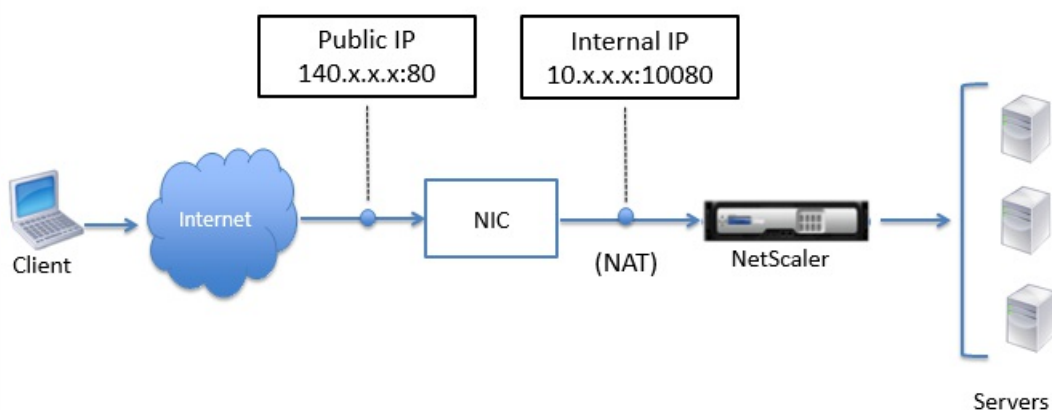 Public IP
140.x.x.x:80
Internal IP
10.x.x.x:10080
Internet
NIC
Client
(NAT)
NetScaler
Servers